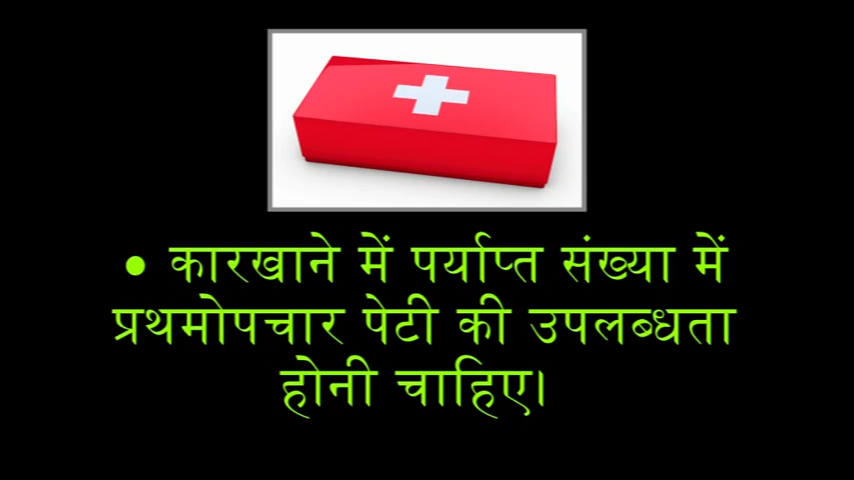 • कारखाने में पर्याप्त संख्या में
प्रथमोपचार पेटी की उपलब्धता
होनी चाहिए।